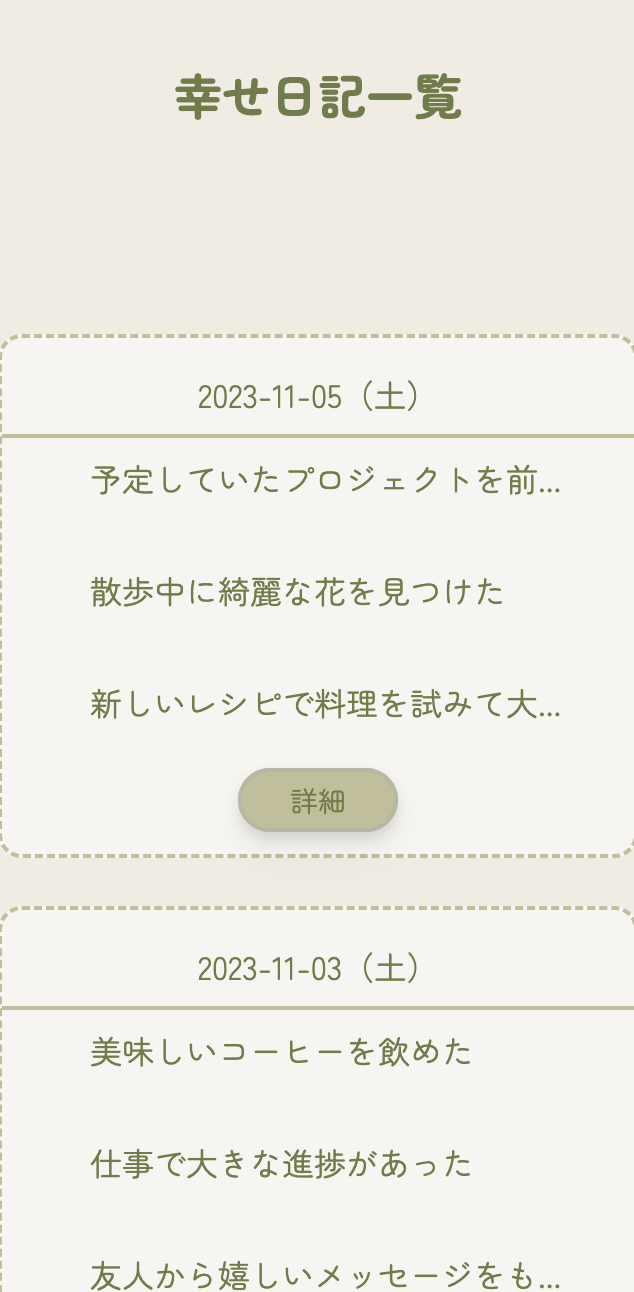 幸せ日記一覧
2023-11-05（土）
予定していたプロジェクトを前...
散歩中に綺麗な花を見つけた
新しいレシピで料理を試みて大...
詳細
2023-11-03（土）
美味しいコーヒーを飲めた
仕事で大きな進捗があった
友人から嬉しいメッセージをも...